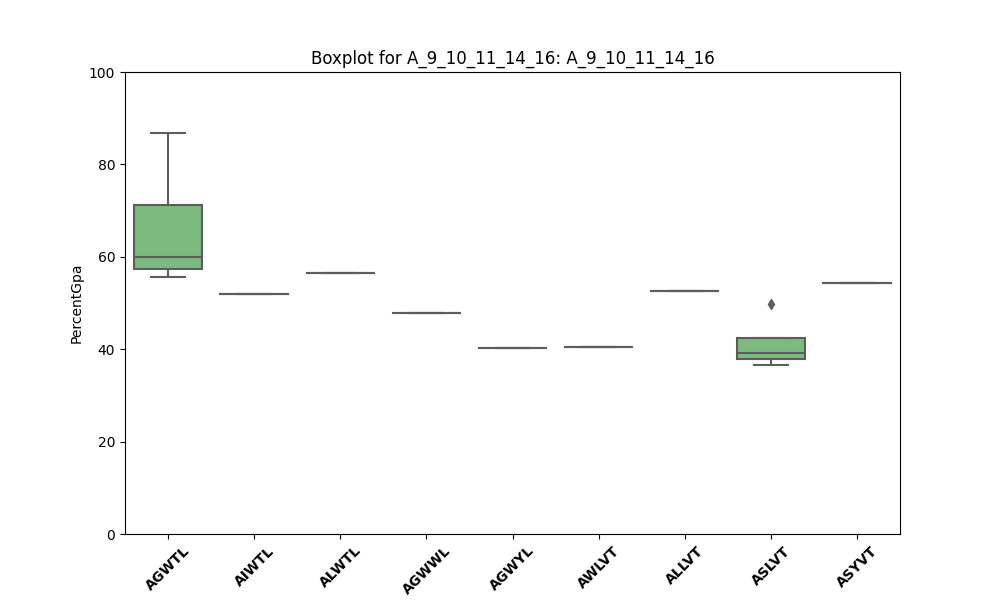 Boxplot for A_9_10_11_14_16: A_9_10_11_14_16
100
80
60
40
20
0
PercentGpa
AGWTL
AIWTL
ALWTL
AGWWL
AGWYL
AWLVT
ALLVT
ASLVT
ASYVT